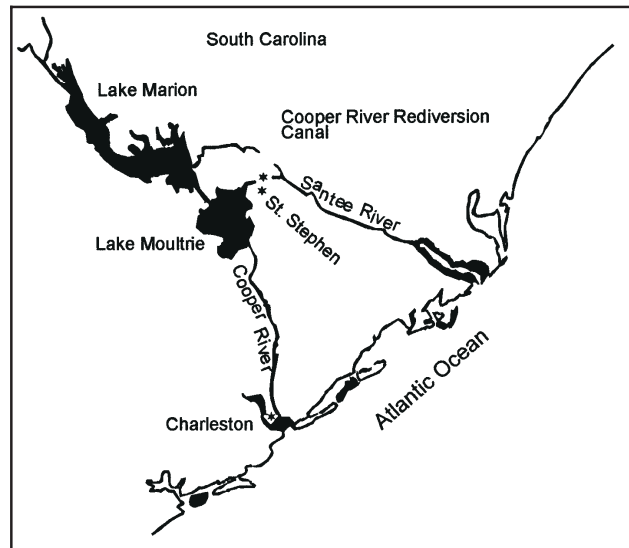 South Carolina
Lake Marion
Cooper River Rediversion
Canal
Santee River
St. Stephen
Lake Moultrie
Cooper River
Atlantic Ocean
Charleston